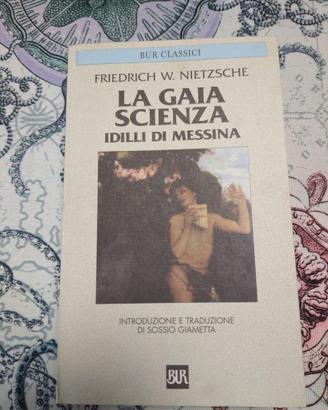 BUR CLASSICI
FRIEDRICH W. NIETZSCHE
LA GAIA
SCIENZA
IDILLI DI MESSINA
INTRODUZIONE E TRADUZIONE
DI SOSSIO GIAMETTA
BUR